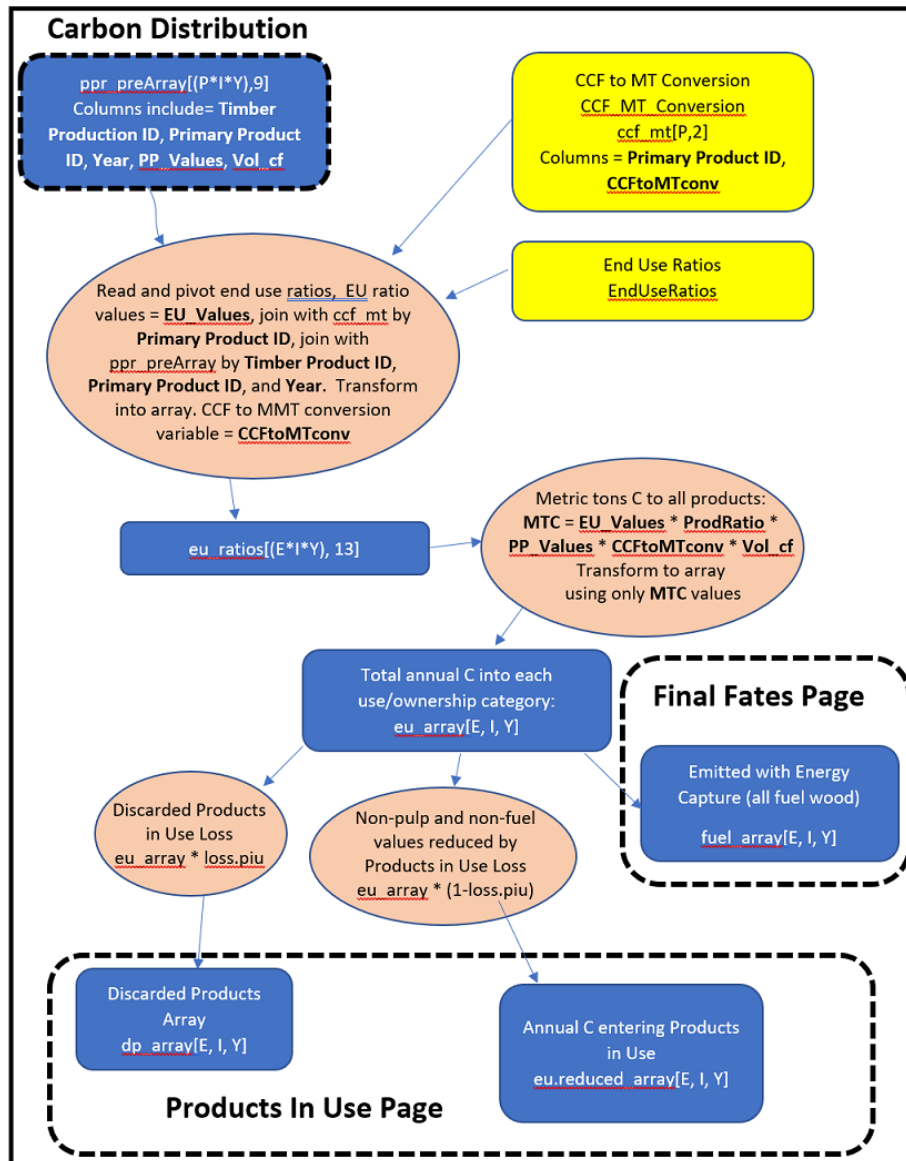 Carbon Distribution
ppr_preArray[(P*I*Y),9]
Columns include= Timber
Production ID, Primary Product
ID, Year, PP_Values, Vol_cf
CCF to MT Conversion
CCF_MT_Conversion
ccf_mt[P,2]
Columns = Primary Product ID,
CCFtoMTconv
End Use Ratios
EndUseRatios
Read and pivot end use ratios, EU ratio
values = EU_Values, join with ccf_mt by
Primary Product ID, join with
ppr_preArray by Timber Product ID,
Primary Product ID, and Year. Transform
into array. CCF to MMT conversion
variable = CCFtoMTconv
eu_ratios[(E*I*Y), 13]
Metric tons C to all products:
MTC = EU_Values * ProdRatio *
PP_Values * CCFtoMTconv * Vol_cf
Transform to array
using only MTC values
Total annual C into each
use/ownership category:
eu_array[E, I, Y]
Final Fates Page
Emitted with Energy
Capture (all fuel wood)
fuel_array[E, I, Y]
Discarded Products
in Use Loss
eu_array * loss.piu
Non-pulp and non-fuel
values reduced by
Products in Use Loss
eu_array * (1-loss.piu)
Discarded Products
Array
dp_array[E, I, Y]
Annual C entering Products
in Use
eu.reduced_array[E, I, Y]
Products In Use Page